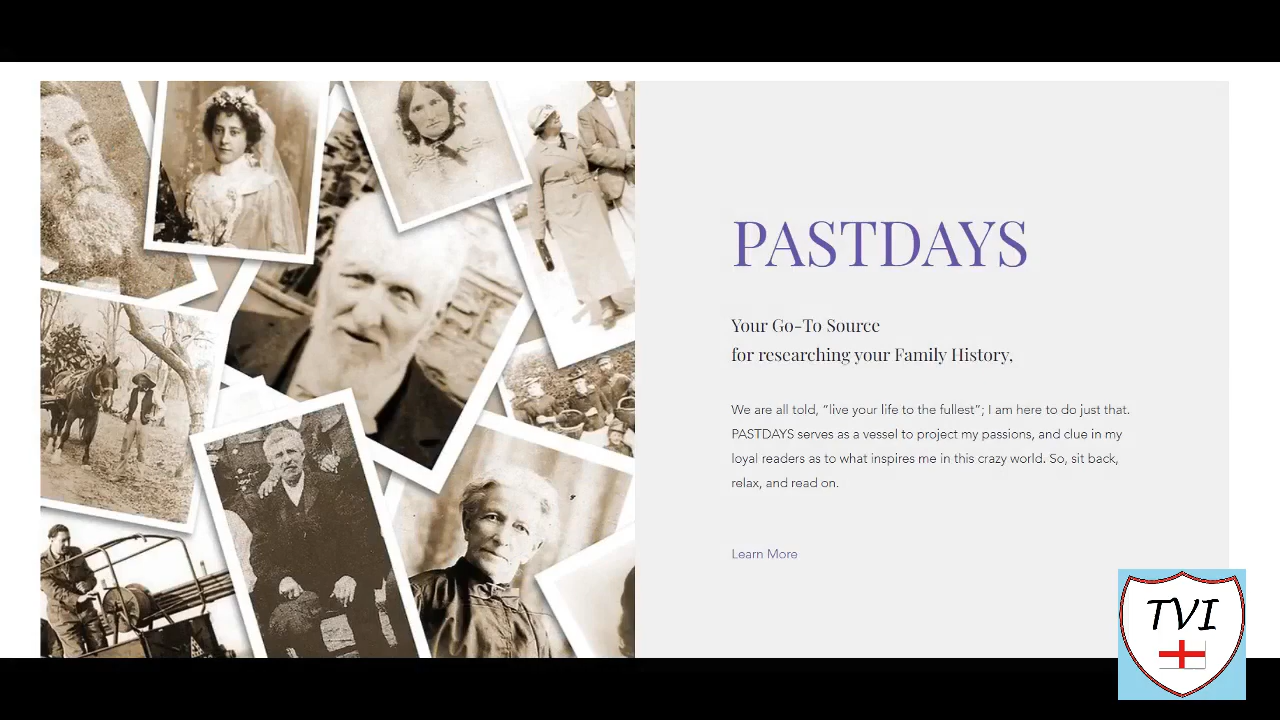 PASTDAYS
Your Go-To Source
for researching your Family History,
We are all told, “live your life to the fullest”; I am here to do just that.
PASTDAYS serves as a vessel to project my passions, and clue in my
loyal readers as to what inspires me in this crazy world. So, sit back,
relax, and read on.
Learn More
TVI